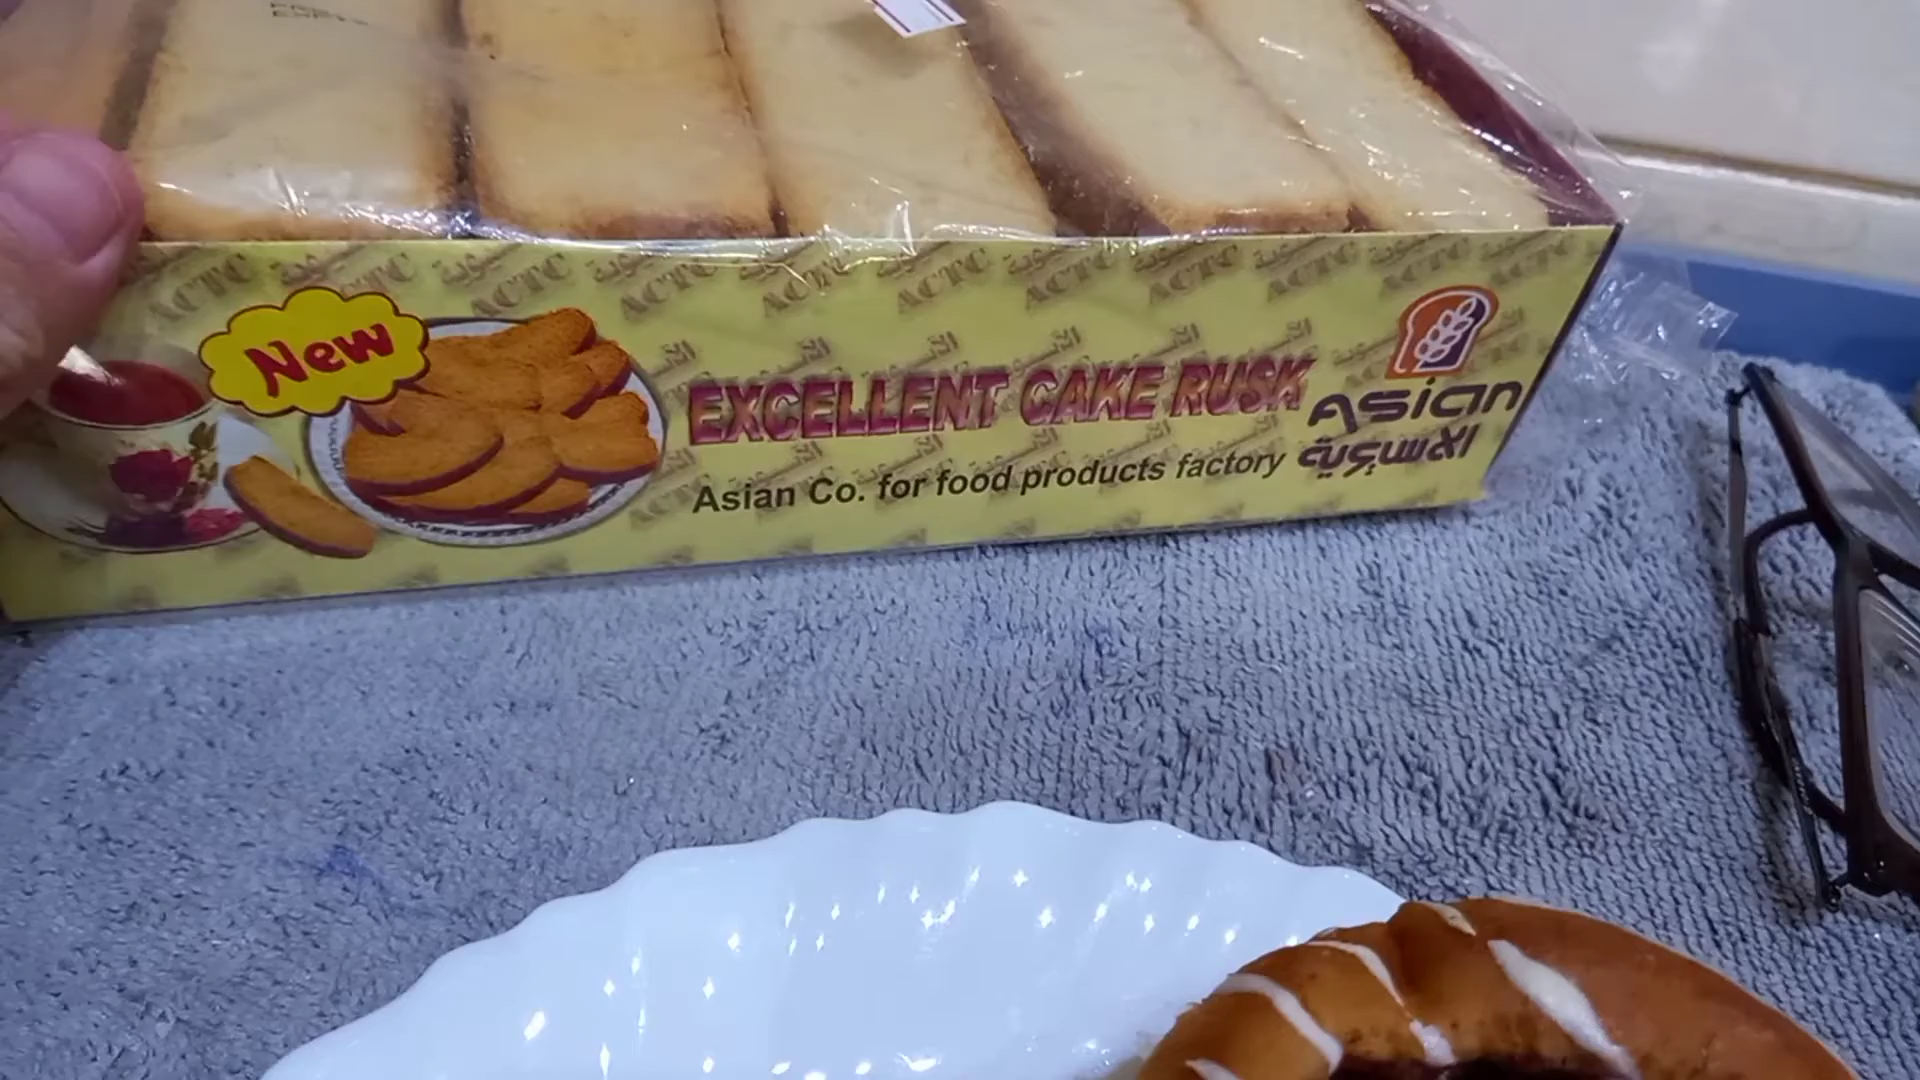 New
EXCELLENT CAKE RUSK
Asian Co. for food products factory
Asian
الآسيوية
ACTC